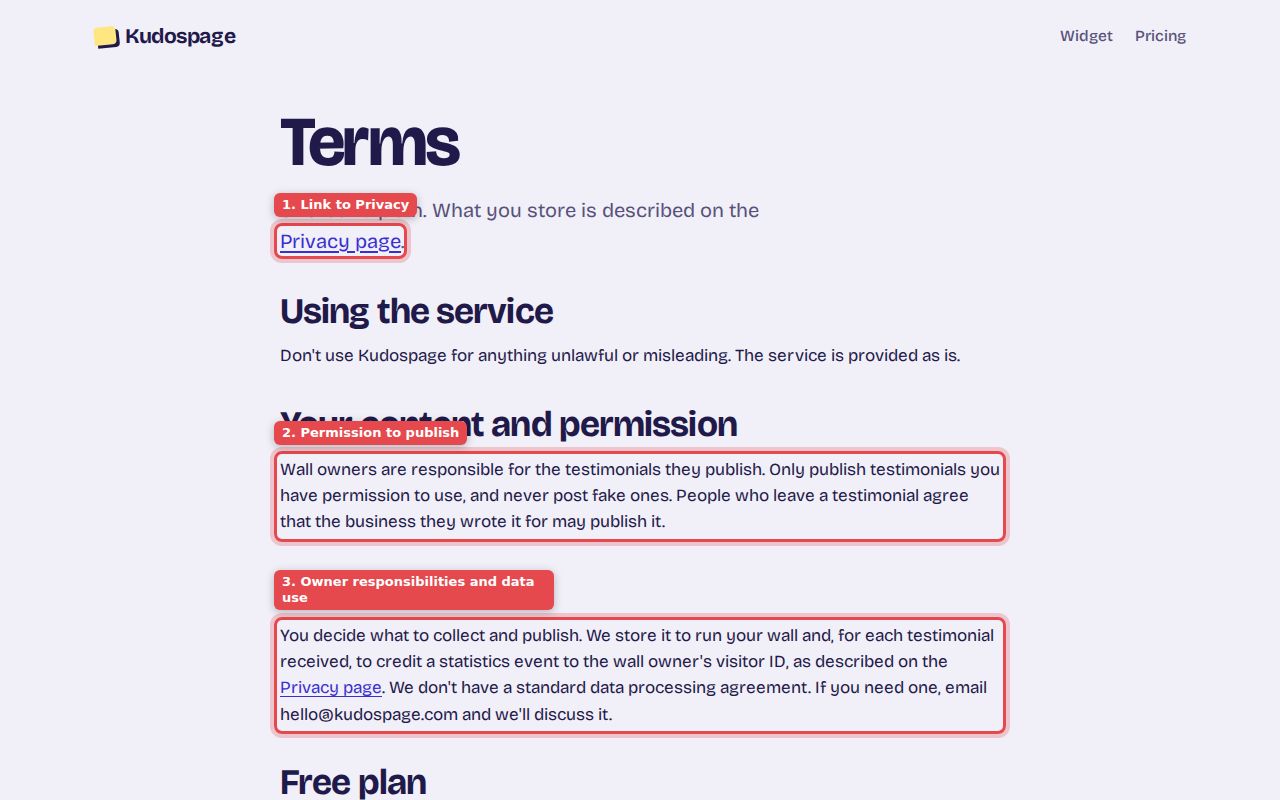 Kudospage
Widget Pricing
Terms
1. Link to Privacy
. What you store is described on the
Privacy page.
Using the service
Don't use Kudospage for anything unlawful or misleading. The service is provided as is.
Your content and permission
2. Permission to publish
Wall owners are responsible for the testimonials they publish. Only publish testimonials you
have permission to use, and never post fake ones. People who leave a testimonial agree
that the business they wrote it for may publish it.
3. Owner responsibilities and data
use
You decide what to collect and publish. We store it to run your wall and, for each testimonial
received, to credit a statistics event to the wall owner's visitor ID, as described on the
Privacy page. We don't have a standard data processing agreement. If you need one, email
hello@kudospage.com and we'll discuss it.
Free plan